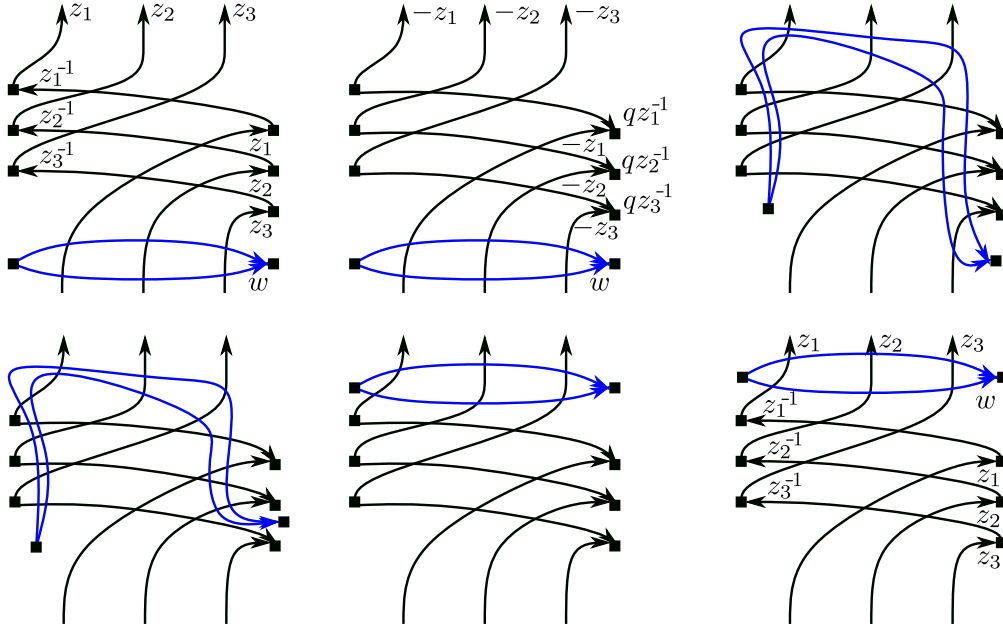 z₁ z₂ z₃
z₁⁻¹
z₂⁻¹
z₃⁻¹
z₁
z₂
z₃
w
−z₁ −z₂ −z₃
qz₁⁻¹
−z₁
qz₂⁻¹
−z₂
qz₃⁻¹
−z₃
w
z₁ z₂ z₃
w
z₁⁻¹
z₂⁻¹
z₃⁻¹
z₁
z₂
z₃